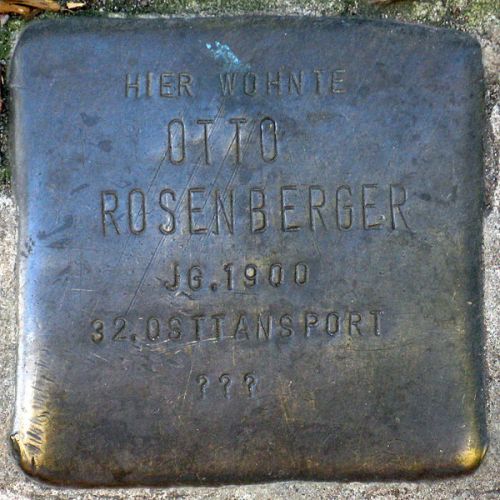 HIER WOHNTE
OTTO
ROSENBERGER
JG.1900
32.OSTTANSPORT
???